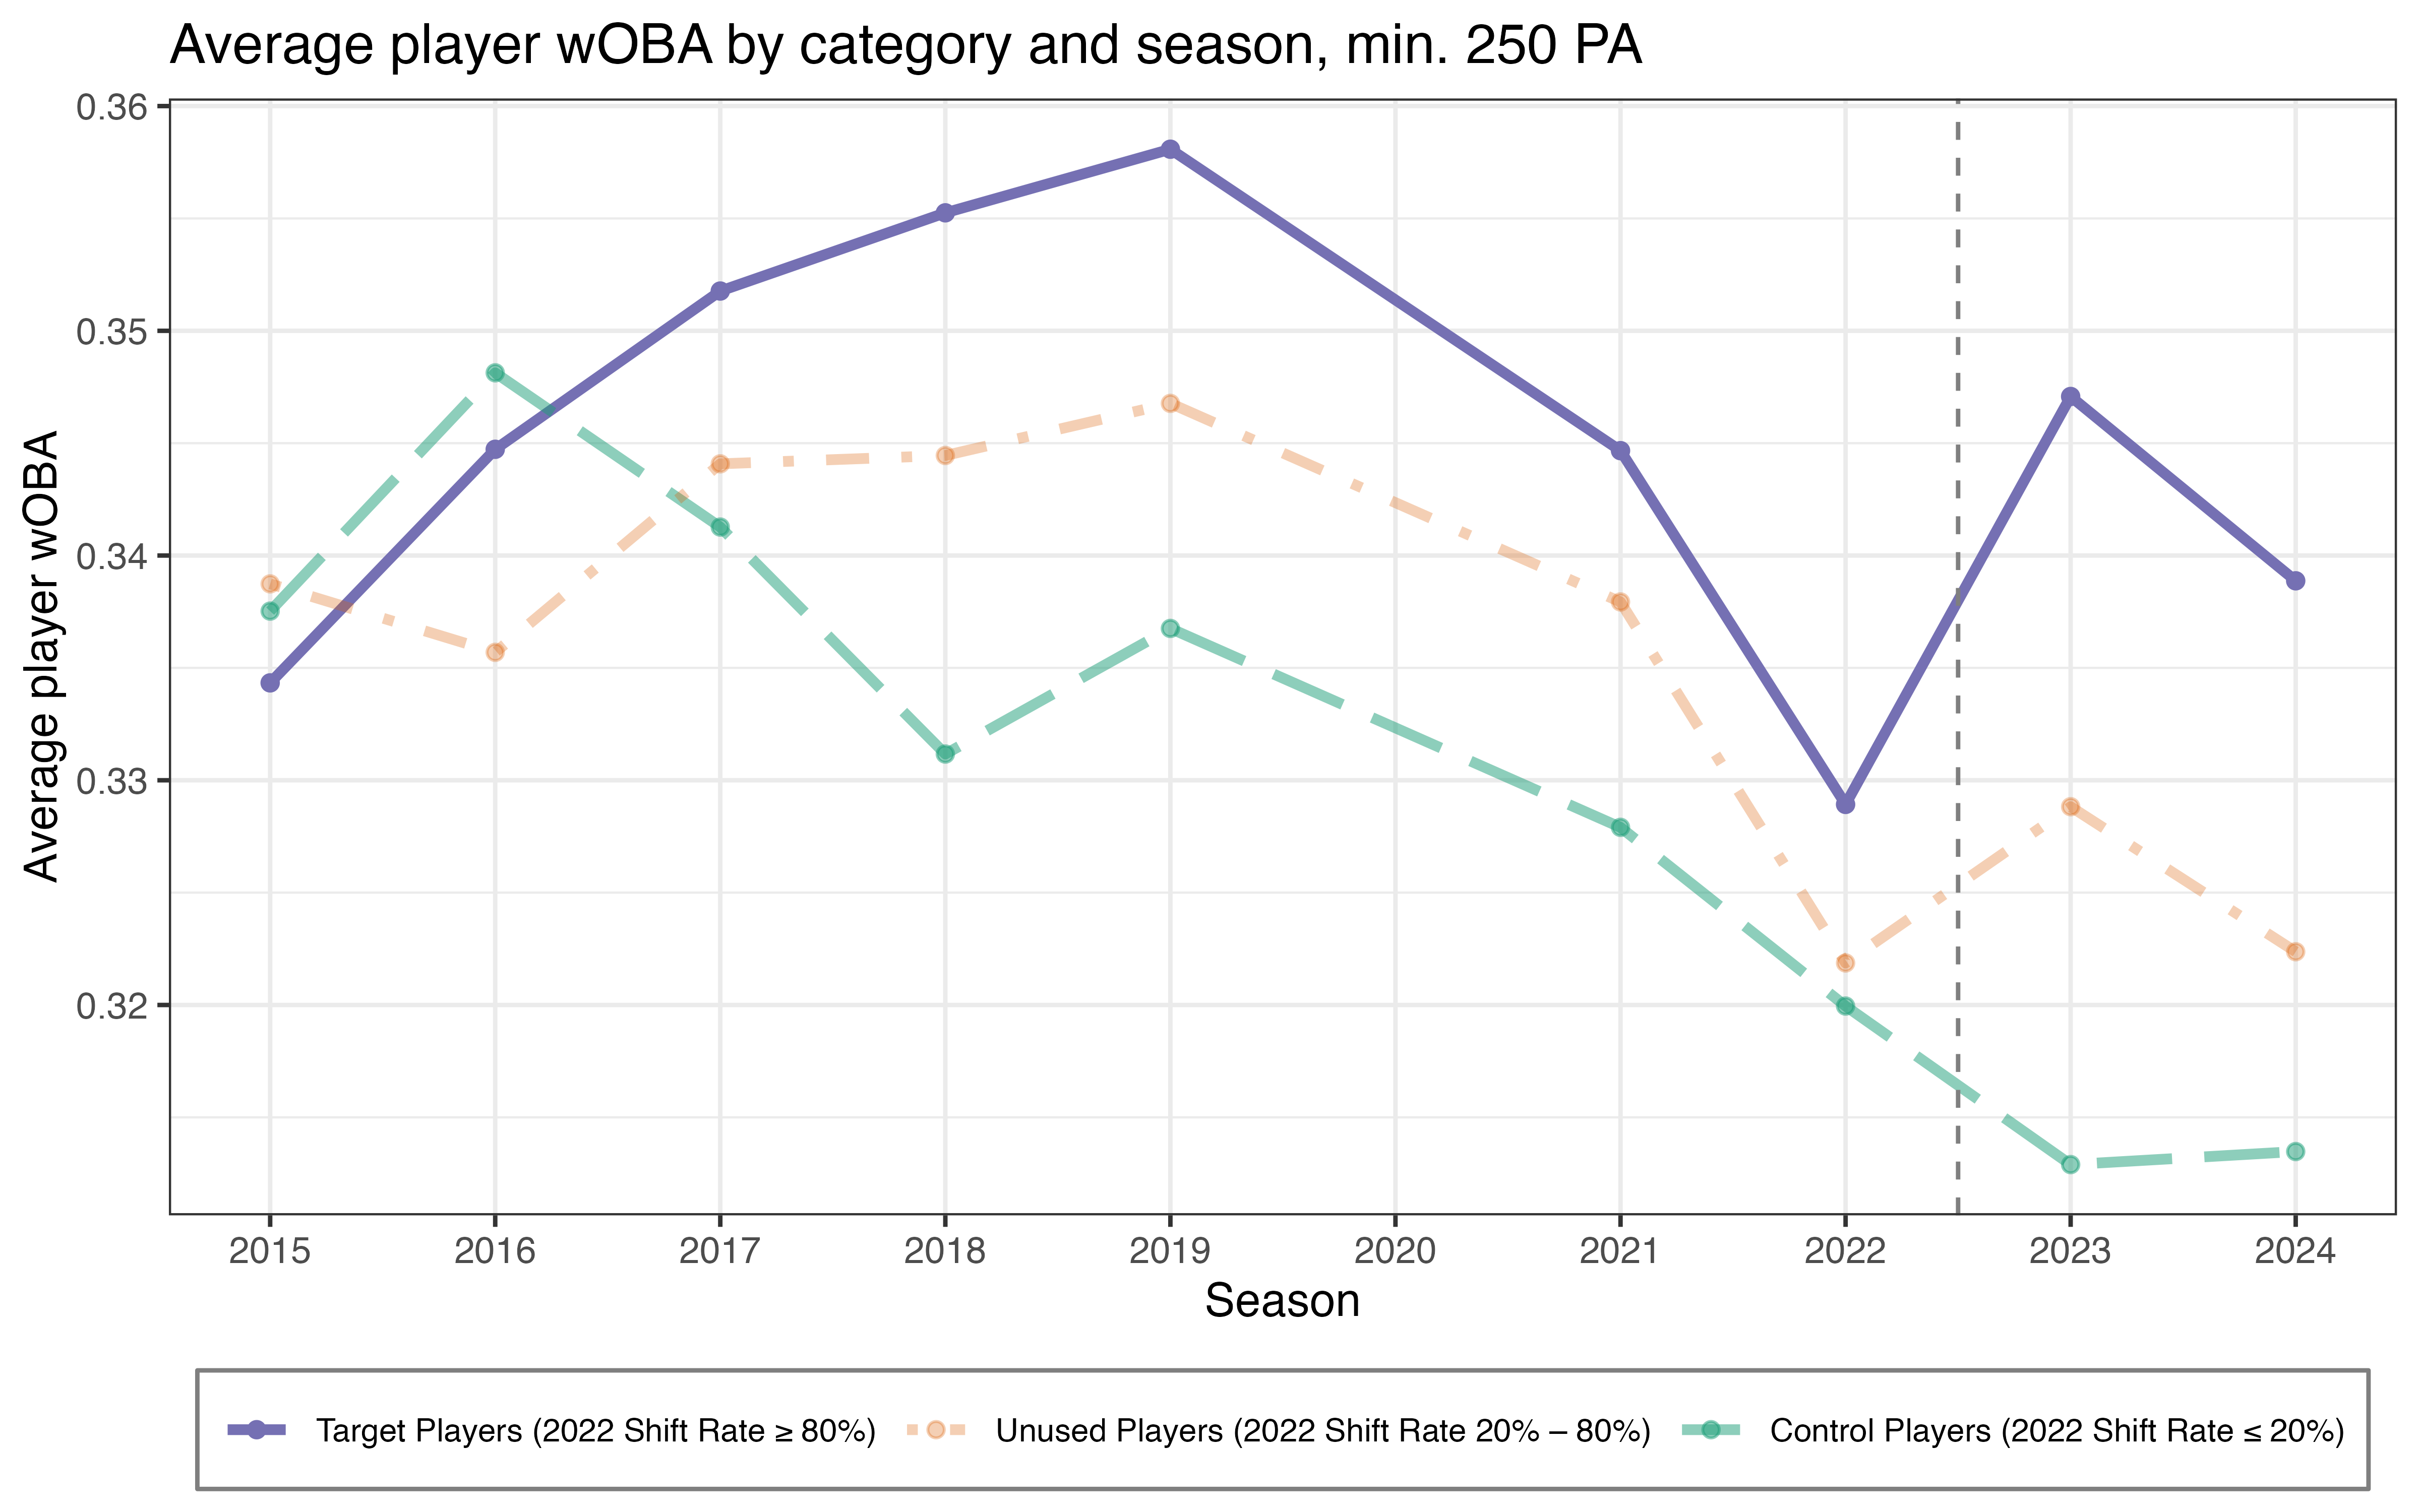 Average player wOBA by category and season, min. 250 PA
Average player wOBA
0.36
0.35
0.34
0.33
0.32
2015 2016 2017 2018 2019 2020 2021 2022 2023 2024
Season
Target Players (2022 Shift Rate ≥ 80%) Unused Players (2022 Shift Rate 20% – 80%) Control Players (2022 Shift Rate ≤ 20%)